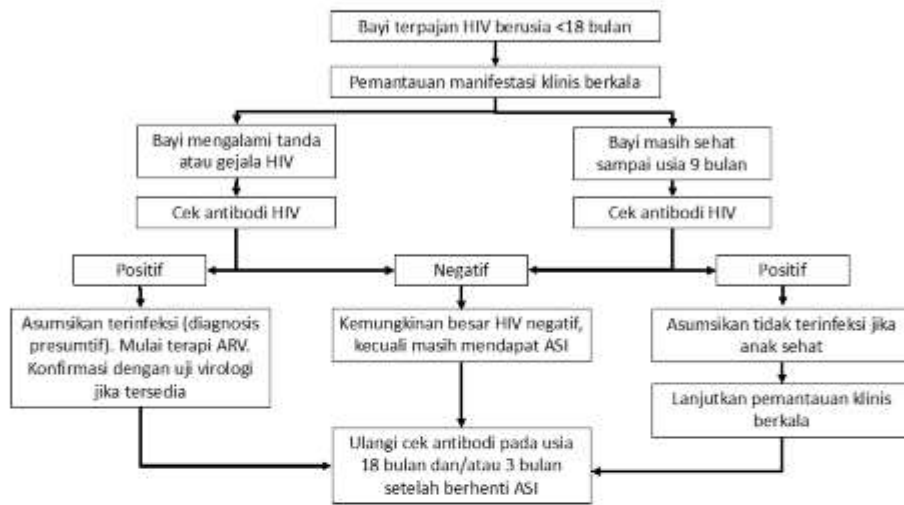 Bayi terpajan HIV berusia <18 bulan
Pemantauan manifestasi klinis berkala
Bayi mengalami tanda
atau gejala HIV
Bayi masih sehat
sampai usia 9 bulan
Cek antibodi HIV
Cek antibodi HIV
Positif
Negatif
Positif
Asumsikan terinfeksi (diagnosis
presumtif). Mulai terapi ARV.
Konfirmasi dengan uji virologi
jika tersedia
Kemungkinan besar HIV negatif,
kecuali masih mendapat ASI
Asumsikan tidak terinfeksi jika
anak sehat
Lanjutkan pemantauan klinis
berkala
Ulangi cek antibodi pada usia
18 bulan dan/atau 3 bulan
setelah berhenti ASI